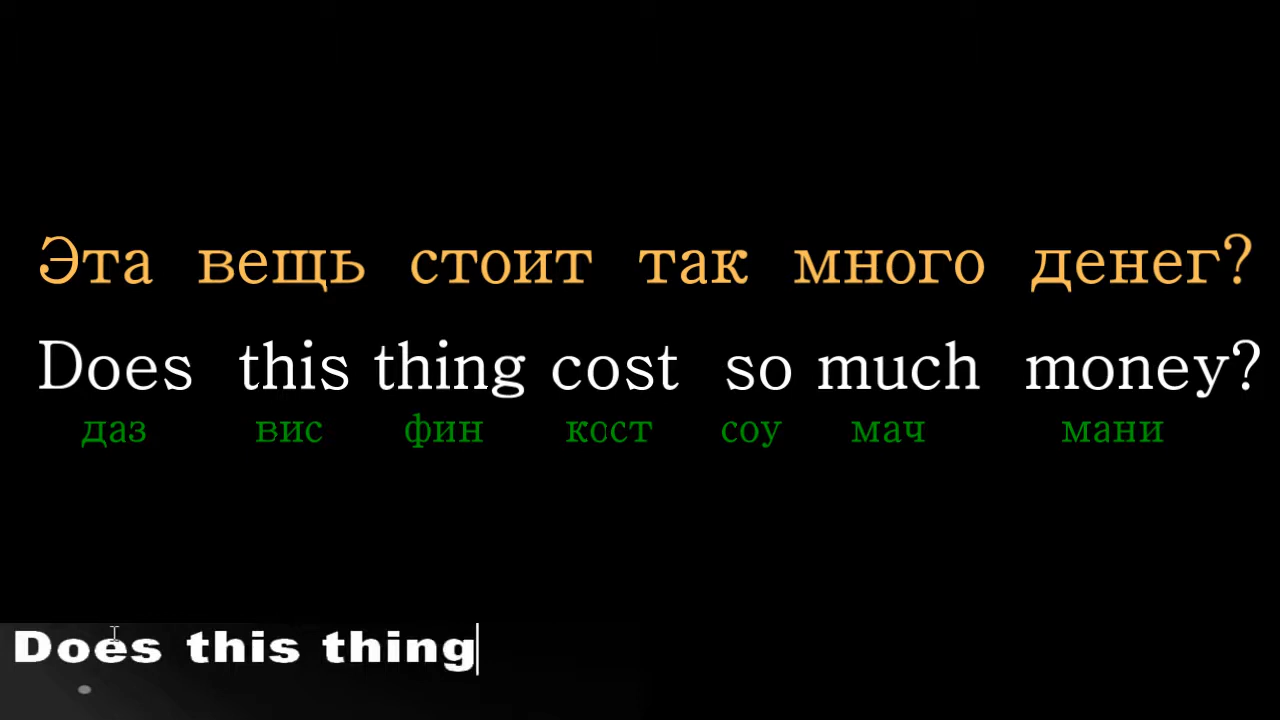 Эта вещь стоит так много денег?
Does this thing cost so much money?
даз вис фин кост соу мач мани
Does this thing